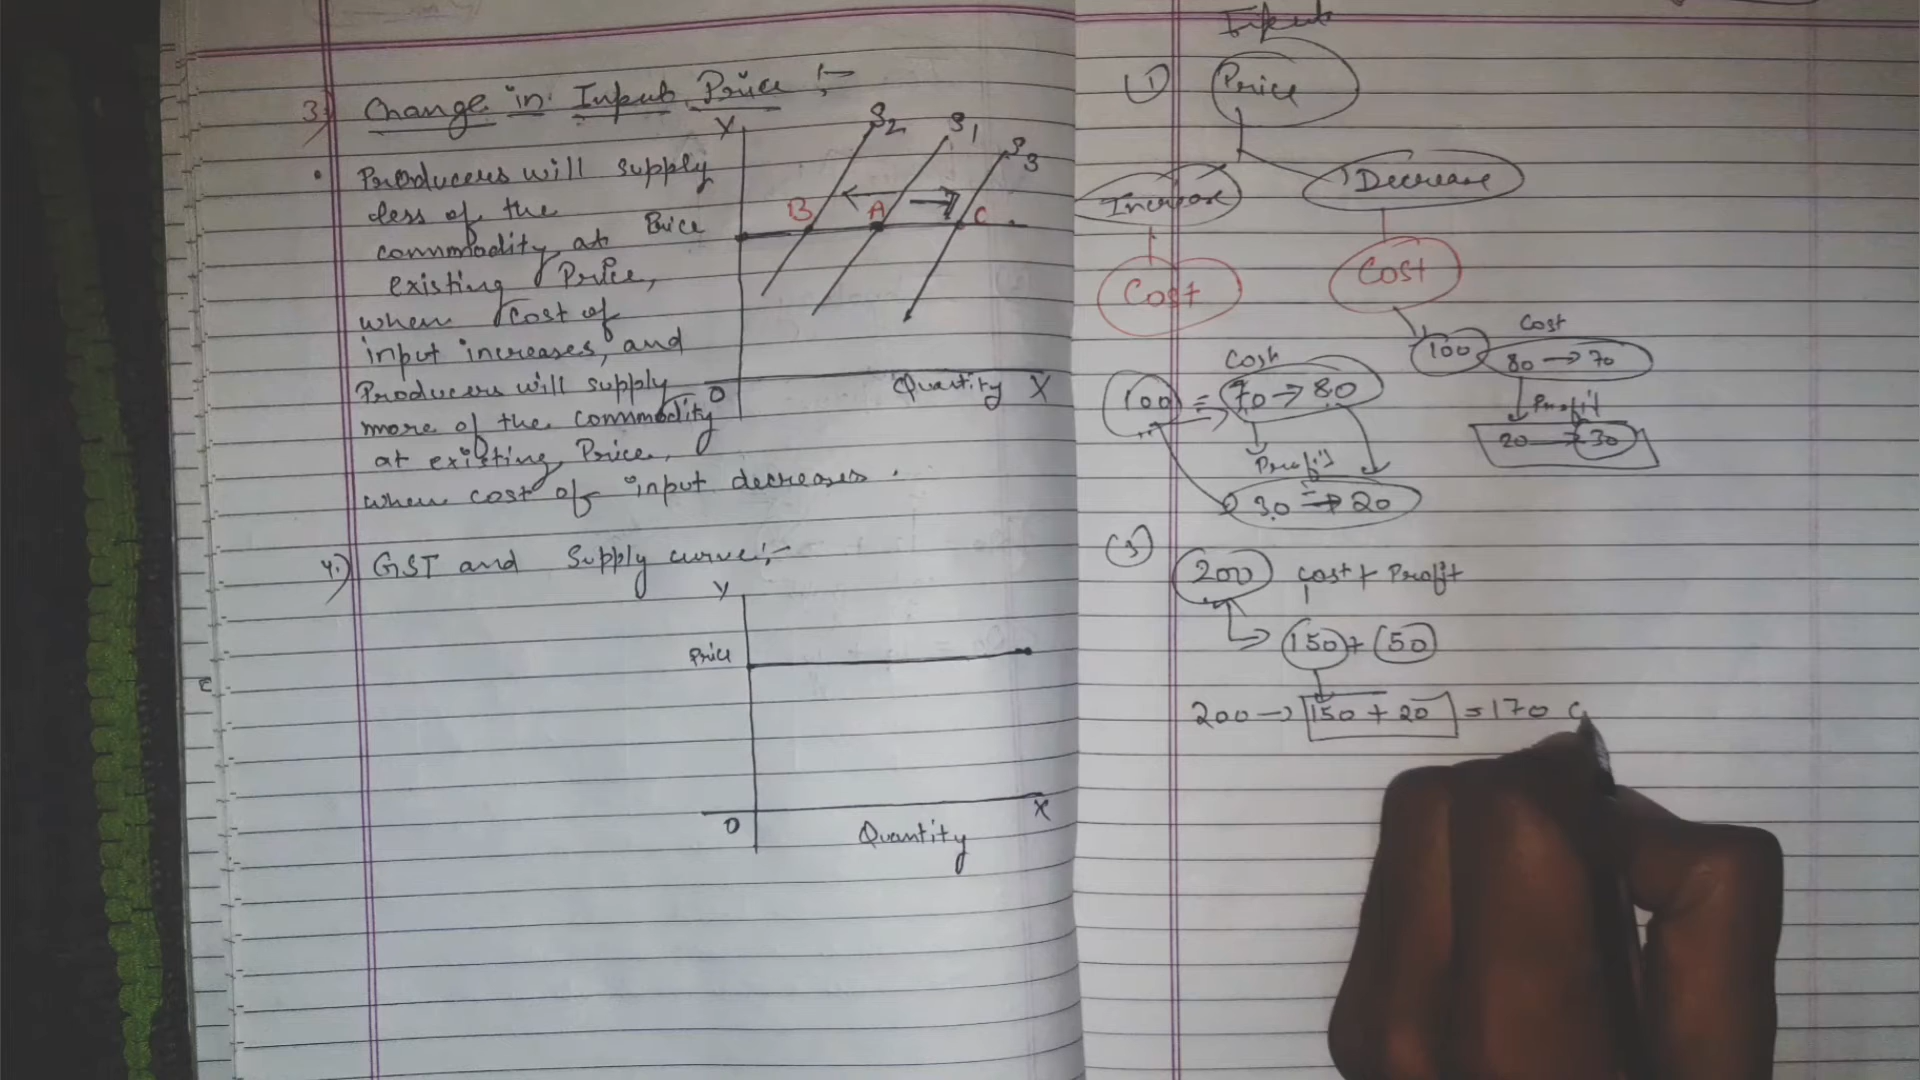 3) Change in Input Price :-
• Producers will supply
less of the
commodity at
existing Price,
when cost of
input increases, and
Producers will supply
more of the commodity
at existing Price,
when cost of input decreases.
Y
S2
S1
S3
B A C
Price
O
Quantity X
4.) GST and Supply curve :-
Y
Price
O
X
Quantity
Input
(1) Price
Increase
Decrease
Cost
Cost
Cost
100 80 → 70
Profit
20 → 30
Cost
100 = 70 → 80
Profit
30 → 20
200 cost + Profit
150 + 50
200 → 150 + 20 = 170 C